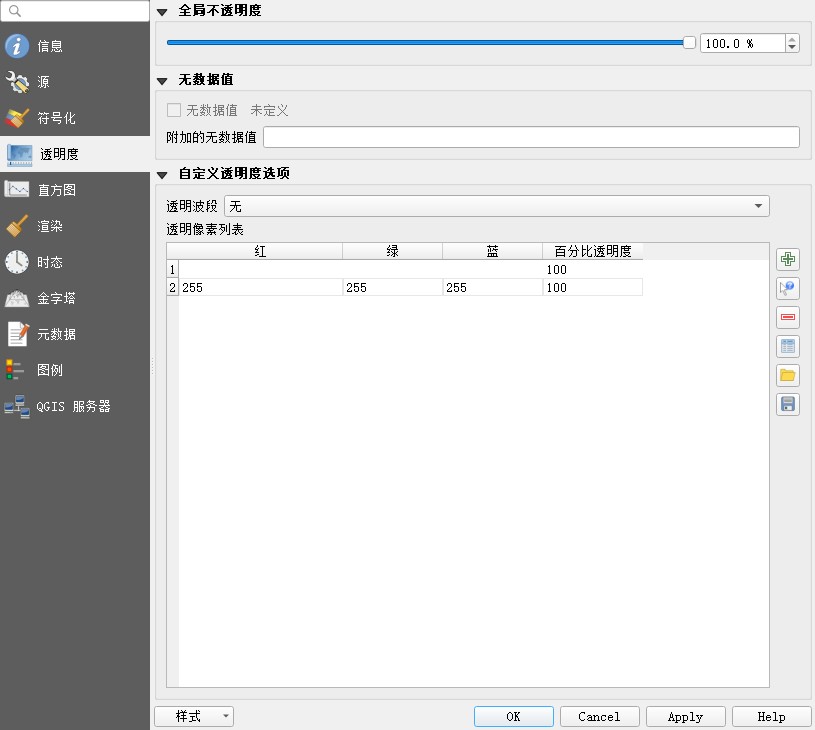 信息
源
符号化
透明度
直方图
渲染
时态
金字塔
元数据
图例
QGIS 服务器
全局不透明度
100.0 %
无数据值
无数据值 未定义
附加的无数据值
自定义透明度选项
透明波段 无
透明像素列表
红 绿 蓝 百分比透明度
1 100
2 255 255 255 100
样式 OK Cancel Apply Help